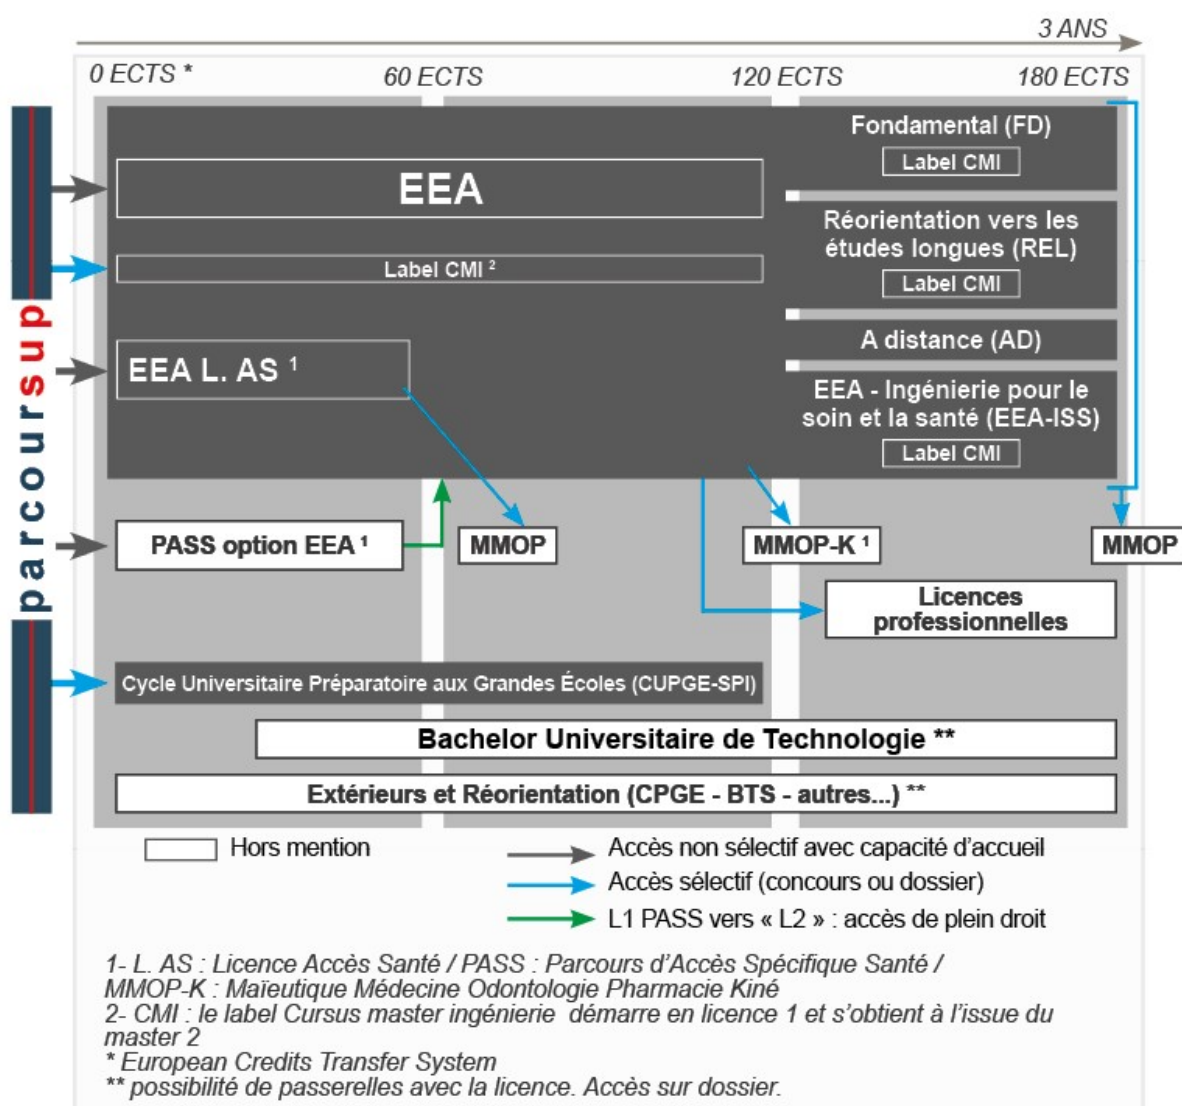 3 ANS
0 ECTS *
60 ECTS
120 ECTS
180 ECTS
parcoursup
EEA
Label CMI ²
EEA L. AS ¹
Fondamental (FD)
Label CMI
Réorientation vers les
études longues (REL)
Label CMI
A distance (AD)
EEA - Ingénierie pour le
soin et la santé (EEA-ISS)
Label CMI
PASS option EEA ¹
MMOP
MMOP-K ¹
MMOP
Licences
professionnelles
Cycle Universitaire Préparatoire aux Grandes Écoles (CUPGE-SPI)
Bachelor Universitaire de Technologie **
Extérieurs et Réorientation (CPGE - BTS - autres...) **
Hors mention
Accès non sélectif avec capacité d'accueil
Accès sélectif (concours ou dossier)
L1 PASS vers « L2 » : accès de plein droit
1- L. AS : Licence Accès Santé / PASS : Parcours d'Accès Spécifique Santé /
MMOP-K : Maïeutique Médecine Odontologie Pharmacie Kiné
2- CMI : le label Cursus master ingénierie démarre en licence 1 et s'obtient à l'issue du
master 2
* European Credits Transfer System
** possibilité de passerelles avec la licence. Accès sur dossier.